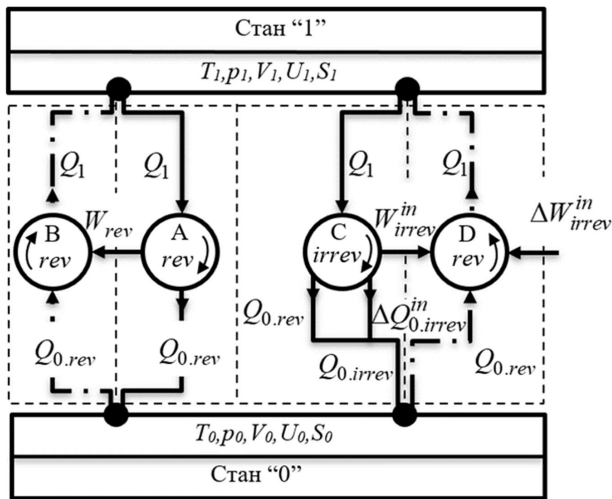 Стан “1”
T₁,p₁,V₁,U₁,S₁
Q₁ Q₁ Q₁ Q₁
B rev
W_rev
A rev
C irrev
W^in_irrev
D rev
ΔW^in_irrev
Q₀.rev Q₀.rev
Q₀.rev
ΔQ^in_0.irrev
Q₀.irrev
Q₀.rev
T₀,p₀,V₀,U₀,S₀
Стан “0”